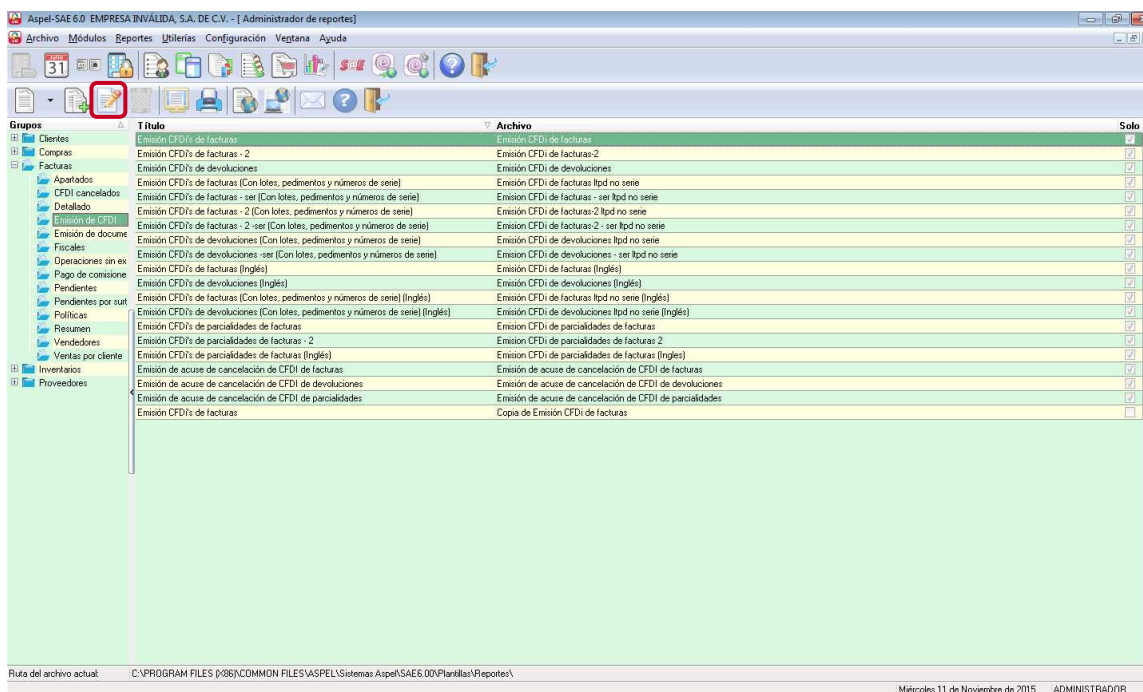 Aspel-SAE 6.0 EMPRESA INVÁLIDA, S.A. DE C.V. - [ Administrador de reportes]
Archivo Módulos Reportes Utilerías Configuración Ventana Ayuda
Julio
31
SAE
Grupos
Clientes
Compras
Facturas
Apartados
CFDI cancelados
Detallado
Emisión de CFDI
Emisión de docume
Fiscales
Operaciones sin ex
Pago de comisione
Pendientes
Pendientes por surt
Políticas
Resumen
Vendedores
Ventas por cliente
Inventarios
Proveedores
Título Archivo Solo
Emisión CFDi's de facturas Emisión CFDi de facturas
Emisión CFDi's de facturas - 2 Emisión CFDi de facturas-2
Emisión CFDi's de devoluciones Emisión CFDi de devoluciones
Emisión CFDi's de facturas (Con lotes, pedimentos y números de serie) Emisión CFDi de facturas ltpd no serie
Emisión CFDi's de facturas - ser (Con lotes, pedimentos y números de serie) Emision CFDi de facturas - ser ltpd no serie
Emisión CFDi's de facturas - 2 (Con lotes, pedimentos y números de serie) Emisión CFDi de facturas-2 ltpd no serie
Emisión CFDi's de facturas - 2 -ser (Con lotes, pedimentos y números de serie) Emision CFDi de facturas-2 - ser ltpd no serie
Emisión CFDi's de devoluciones (Con lotes, pedimentos y números de serie) Emisión CFDi de devoluciones ltpd no serie
Emisión CFDi's de devoluciones -ser (Con lotes, pedimentos y números de serie) Emision CFDi de devoluciones - ser ltpd no serie
Emisión CFDi's de facturas (Inglés) Emisión CFDi de facturas (Inglés)
Emisión CFDi's de devoluciones (Inglés) Emisión CFDi de devoluciones (Inglés)
Emisión CFDi's de facturas (Con lotes, pedimentos y números de serie) (Inglés) Emisión CFDi de facturas ltpd no serie (Inglés)
Emisión CFDi's de devoluciones (Con lotes, pedimentos y números de serie) (Inglés) Emisión CFDi de devoluciones ltpd no serie (Inglés)
Emisión CFDi's de parcialidades de facturas Emision CFDi de parcialidades de facturas
Emisión CFDi's de parcialidades de facturas - 2 Emision CFDi de parcialidades de facturas 2
Emisión CFDi's de parcialidades de facturas (Inglés) Emision CFDi de parcialidades de facturas (Ingles)
Emisión de acuse de cancelación de CFDI de facturas Emisión de acuse de cancelación de CFDI de facturas
Emisión de acuse de cancelación de CFDI de devoluciones Emisión de acuse de cancelación de CFDI de devoluciones
Emisión de acuse de cancelación de CFDI de parcialidades Emisión de acuse de cancelación de CFDI de parcialidades
Emisión CFDi's de facturas Copia de Emisión CFDi de facturas
Ruta del archivo actual: C:\PROGRAM FILES (X86)\COMMON FILES\ASPEL\Sistemas Aspel\SAE6.00\Plantillas\Reportes\
Miércoles 11 de Noviembre de 2015 ADMINISTRADOR